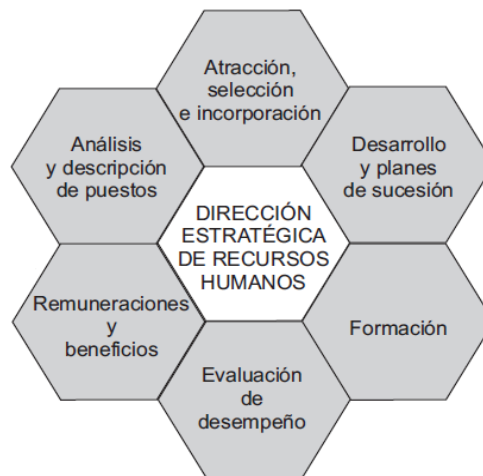 Atracción,
selección
e incorporación
Análisis
y descripción
de puestos
Desarrollo
y planes
de sucesión
DIRECCIÓN
ESTRATÉGICA
DE RECURSOS
HUMANOS
Remuneraciones
y
beneficios
Formación
Evaluación
de
desempeño